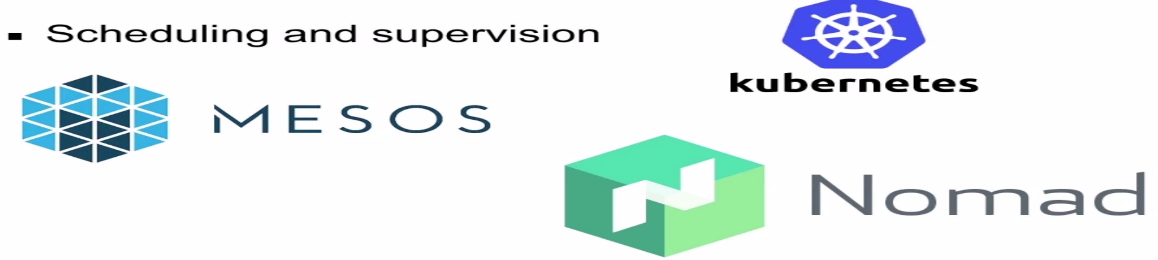 Scheduling and supervision
kubernetes
MESOS
Nomad